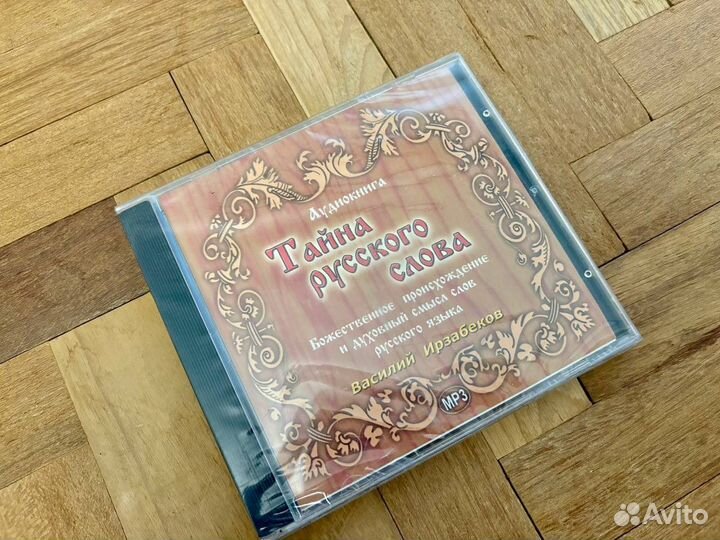 Аудиокнига
Тайна
русского
слова
Божественное происхождение
и духовный смысл слов
русского языка
Василий Ирзабеков
MP3
Avito